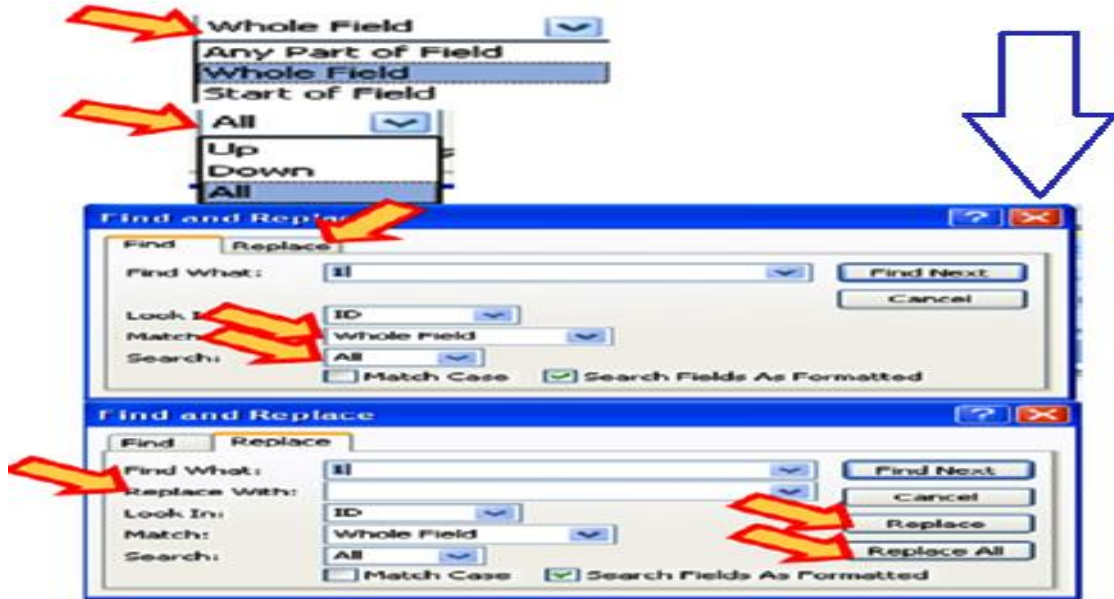 Whole Field
Any Part of Field
Whole Field
Start of Field
All
Up
Down
All
Find and Repla
Find Replace
Find What: 1 Find Next
Cancel
Look I ID
Match Whole Field
Search: All
Match Case Search Fields As Formatted
Find and Replace
Find Replace
Find What: 1 Find Next
Replace With: Cancel
Look In: ID Replace
Match: Whole Field
Search: All Replace All
Match Case Search Fields As Formatted